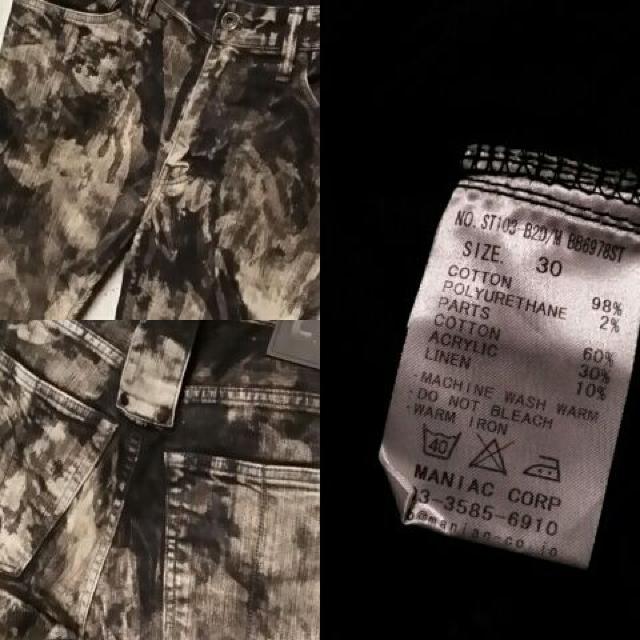 NO. ST103 B20/N B86978ST
SIZE 30
COTTON 98%
POLYURETHANE 2%
PARTS
COTTON 60%
ACRYLIC 30%
LINEN 10%
MACHINE WASH WARM
DO NOT BLEACH
WARM IRON
40
MANIAC CORP
03-3585-6910